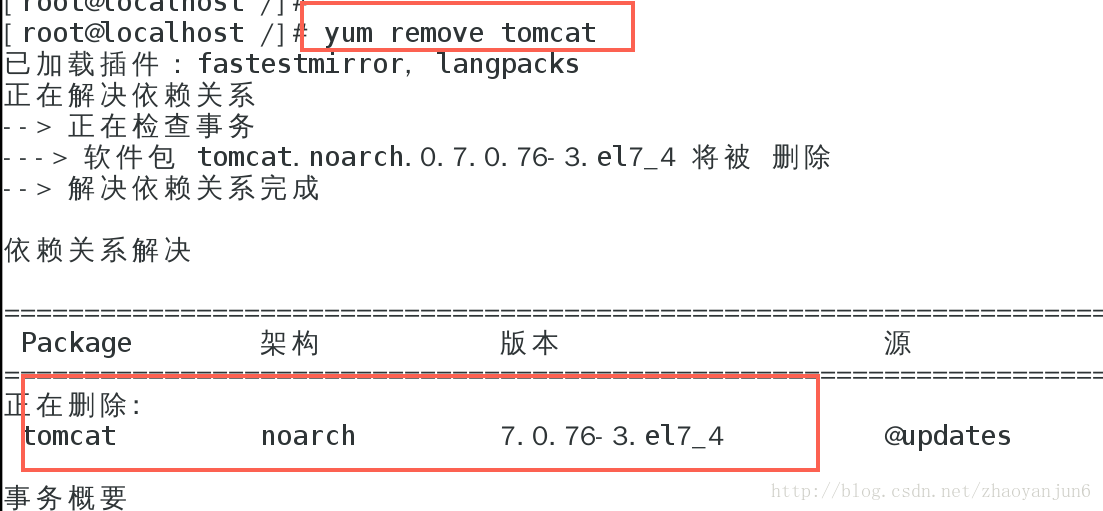 [ root@localhost /]#
[ root@localhost /]# yum remove tomcat
已加载插件：fastestmirror, langpacks
正在解决依赖关系
--> 正在检查事务
---> 软件包 tomcat.noarch.0.7.0.76-3.el7_4 将被 删除
--> 解决依赖关系完成
依赖关系解决
================================================================================
Package 架构 版本 源
================================================================================
正在删除:
tomcat noarch 7.0.76-3.el7_4 @updates
事务概要
http://blog.csdn.net/zhaoyanjun6